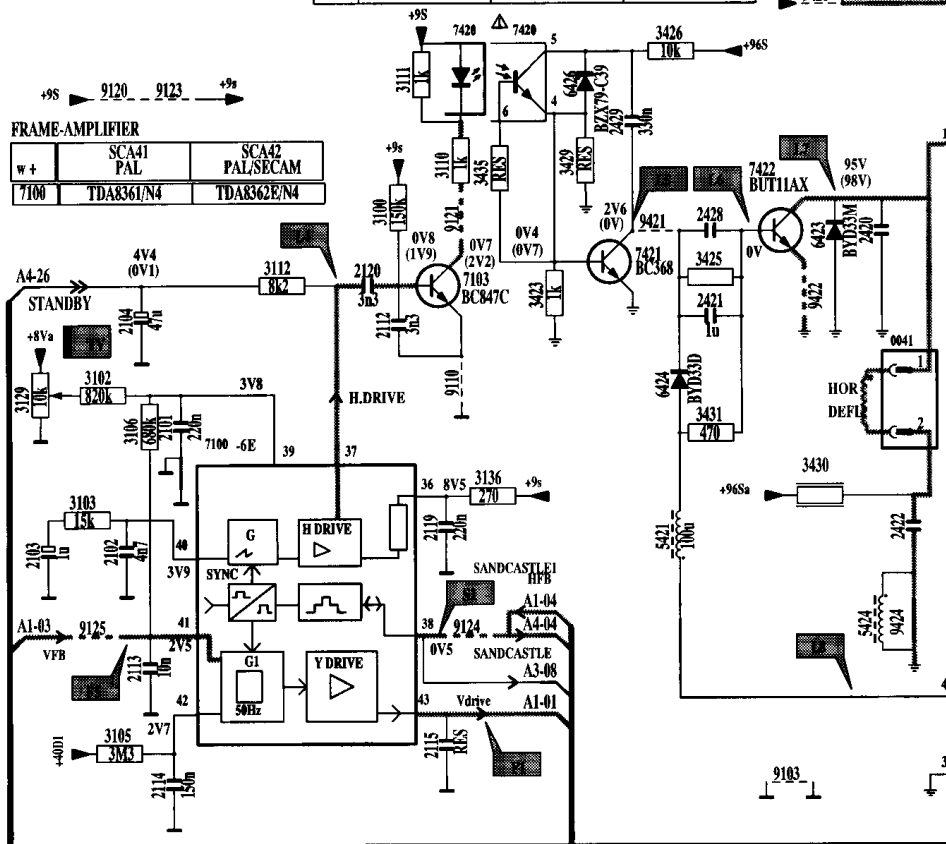 +9S
7420
7420
5
3426
10k
+96S
3111
1k
6426
BZX79-C39
2429
330n
+9S
9120
9123
+9s
FRAME-AMPLIFIER
w +
SCA41
PAL
SCA42
PAL/SECAM
7100
TDA8361/N4
TDA8362E/N4
+9s
3100
150k
3110
1k
9121
6
4
3435
RES
3429
RES
7422
BUT11AX
95V
(98V)
A4-26
4V4
(0V1)
STANDBY
3112
8k2
2120
3n3
0V8
(1V9)
0V7
(2V2)
7103
BC847C
0V4
(0V7)
2V6
(0V)
9421
7421
BC368
2428
0V
6423
BYD33M
2420
3425
9422
2104
47u
2112
3n3
3423
1k
2421
1u
+8Va
3129
10k
3102
820k
3V8
9110
H.DRIVE
6424
BYD33D
0041
1
HOR
DEFL
2
3106
680k
2101
220n
7100 -6E
39
37
3431
470
3103
15k
36
8V5
3136
270
+9s
+96Sa
3430
2103
1u
2102
4n7
40
3V9
G
H DRIVE
2119
220n
5421
100u
2422
SYNC
SANDCASTLE1
HFB
A1-04
A1-03
9125
41
38
9124
A4-04
VFB
2V5
0V5
SANDCASTLE
5424
9424
2113
10n
G1
50Hz
Y DRIVE
A3-08
42
43
Vdrive
A1-01
2V7
+40D1
3105
3M3
2115
RES
2114
150n
9103